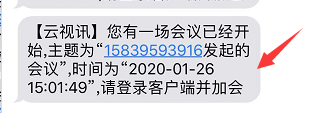 【云视讯】您有一场会议已经开
始,主题为“15839593916发起的
会议”,时间为“2020-01-26
15:01:49”,请登录客户端并加会